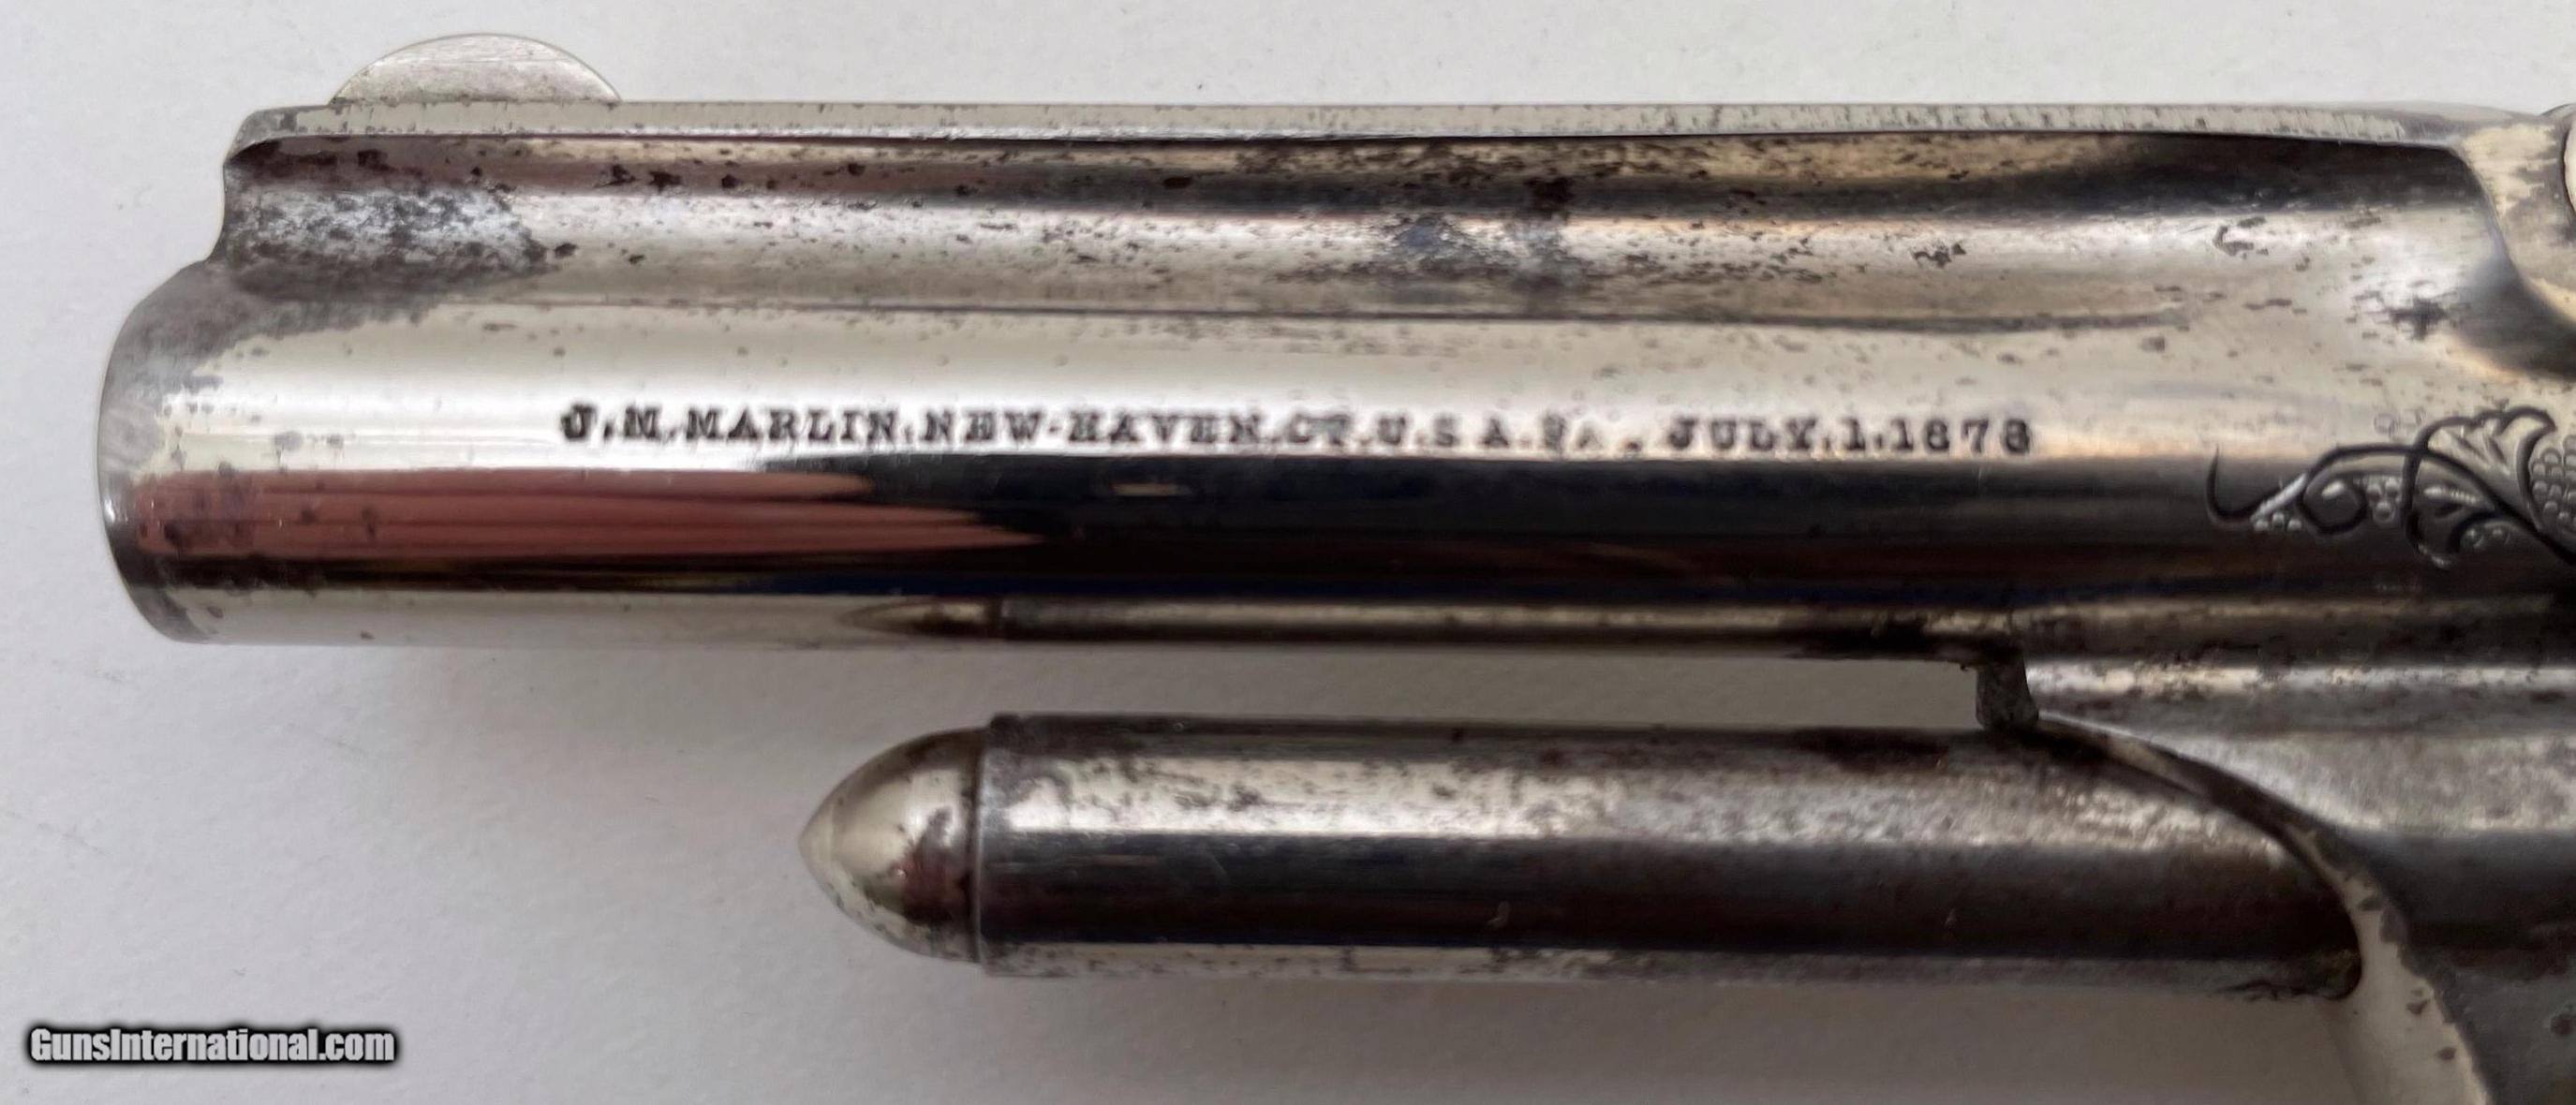 J.M.MARLIN.NEW-HAVEN.CT.U.S.A. JULY.1.1873
GunsInternational.com